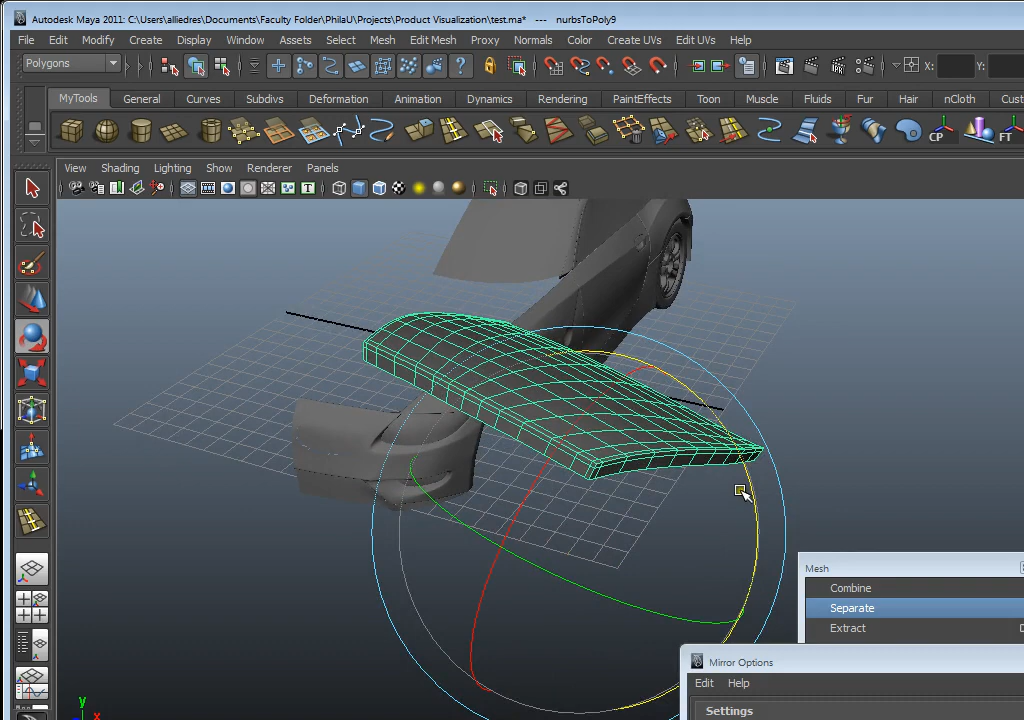 Autodesk Maya 2011: C:\Users\alliedres\Documents\Faculty Folder\PhilaU\Projects\Product Visualization\test.ma* --- nurbsToPoly9
File Edit Modify Create Display Window Assets Select Mesh Edit Mesh Proxy Normals Color Create UVs Edit UVs Help
Polygons X: Y:
MyTools General Curves Subdivs Deformation Animation Dynamics Rendering PaintEffects Toon Muscle Fluids Fur Hair nCloth Cust
CP FT
View Shading Lighting Show Renderer Panels
T
Mesh
Combine
Separate
Extract
Mirror Options
Edit Help
Settings
y
x